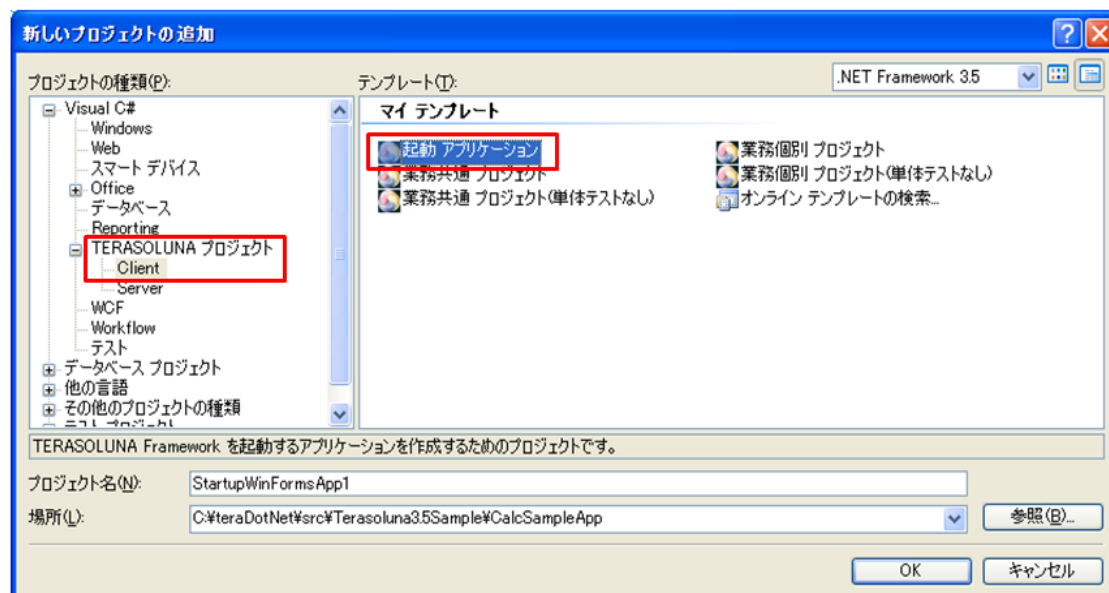 新しいプロジェクトの追加
プロジェクトの種類(P):
テンプレート(T):
.NET Framework 3.5
Visual C#
Windows
Web
スマート デバイス
Office
データベース
Reporting
TERASOLUNA プロジェクト
Client
Server
WCF
Workflow
テスト
データベース プロジェクト
他の言語
その他のプロジェクトの種類
テスト プロジェクト
マイ テンプレート
起動 アプリケーション
業務個別 プロジェクト
業務共通 プロジェクト
業務個別 プロジェクト(単体テストなし)
業務共通 プロジェクト(単体テストなし)
オンライン テンプレートの検索...
TERASOLUNA Framework を起動するアプリケーションを作成するためのプロジェクトです。
プロジェクト名(N):
StartupWinFormsApp1
場所(L):
C:¥teraDotNet¥src¥Terasoluna3.5Sample¥CalcSampleApp
参照(B)...
OK
キャンセル